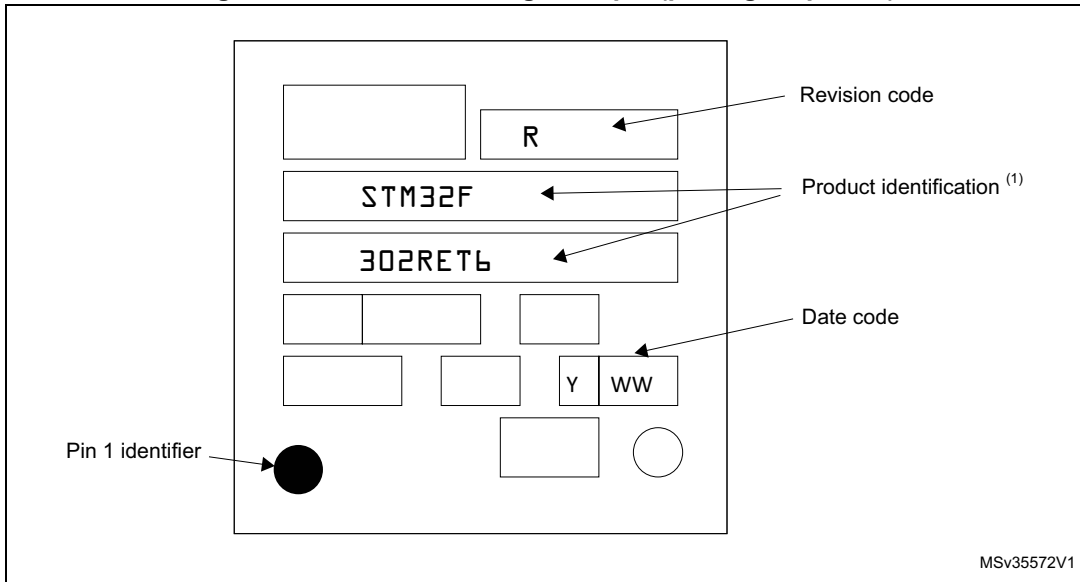 Revision code
R
STM32F
Product identification (1)
302RET6
Date code
Y WW
Pin 1 identifier
MSv35572V1